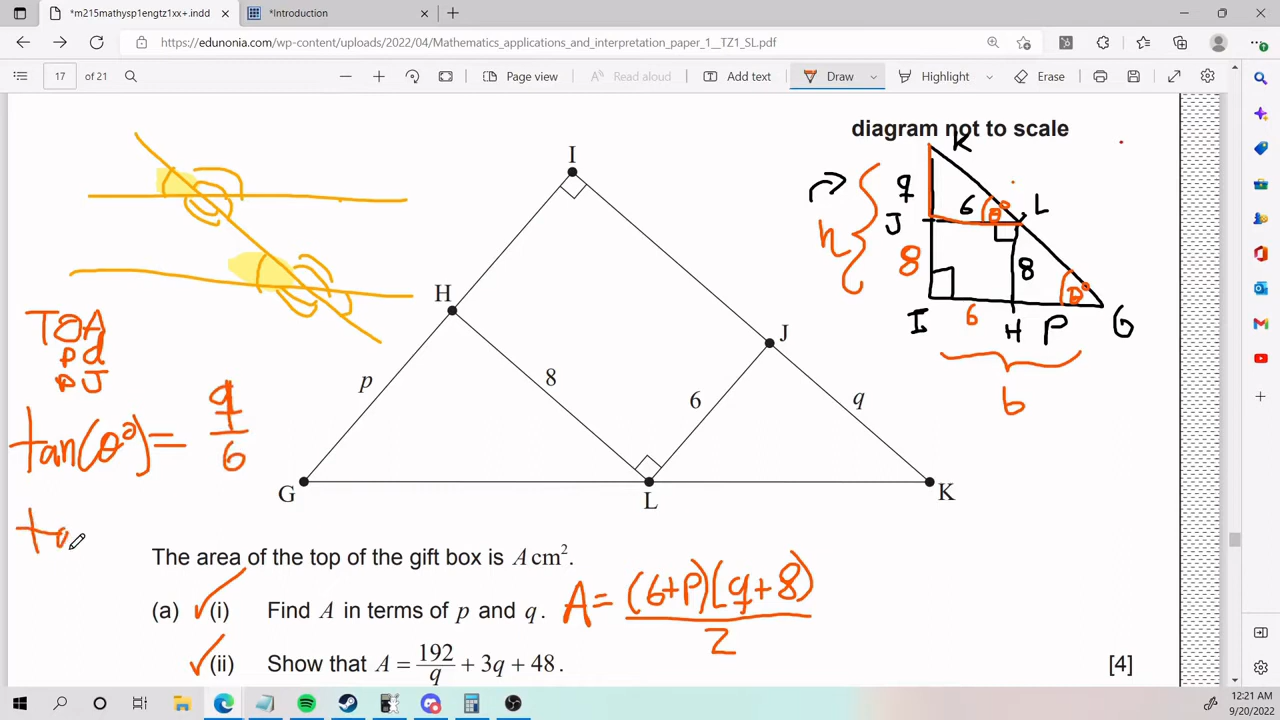 *m215mathysp1engtz1xx+.indd
*Introduction
https://edunonia.com/wp-content/uploads/2022/04/Mathematics_applications_and_interpretation_paper_1__TZ1_SL.pdf
17 of 21
Page view
Read aloud
Add text
Draw
Highlight
Erase
diagram not to scale
I
H
J
p
8
6
q
G
L
K
K
q
6
θ°
L
J
h
8
8
θ°
I
6
H
P
G
b
TOA
tan(θ°) = q/6
The area of the top of the gift box is A cm².
(a) (i) Find A in terms of p and q. A = (6+P)(q+8)/2
(ii) Show that A = 192/q + 3q + 48. [4]
12:21 AM
9/20/2022